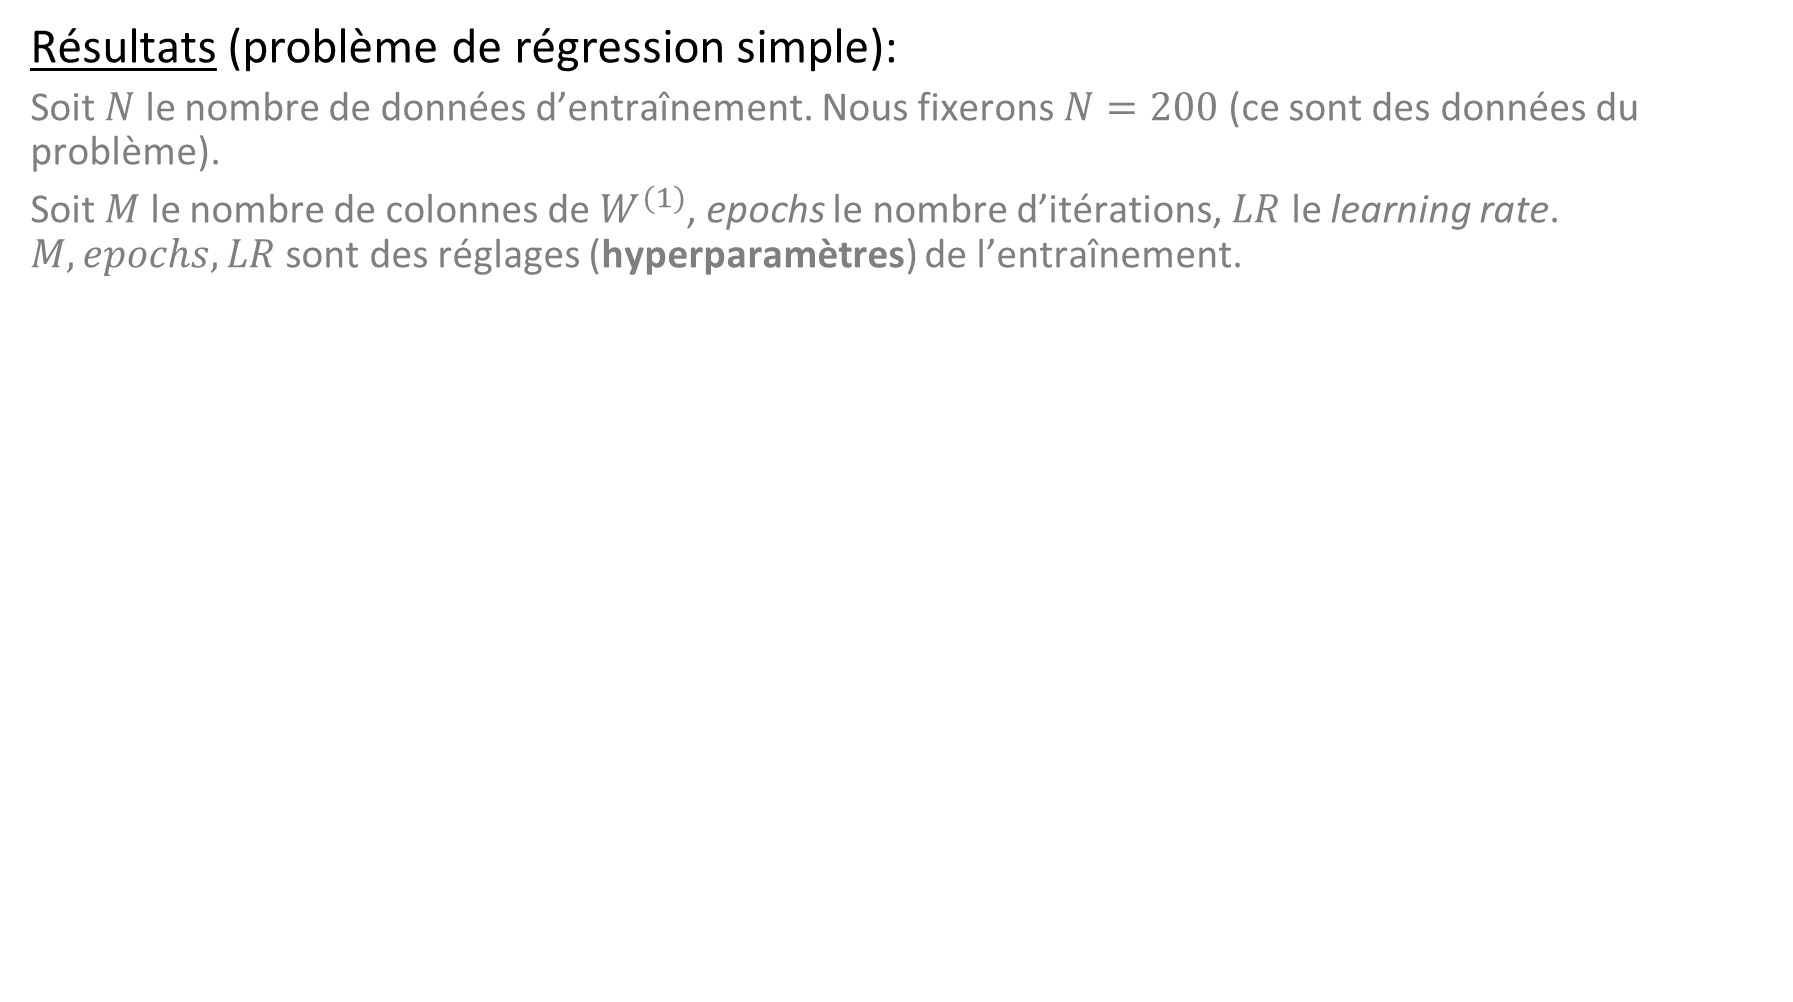 Résultats (problème de régression simple):
Soit N le nombre de données d’entraînement. Nous fixerons N = 200 (ce sont des données du
problème).
Soit M le nombre de colonnes de W⁽¹⁾, epochs le nombre d’itérations, LR le learning rate.
M, epochs, LR sont des réglages (hyperparamètres) de l’entraînement.